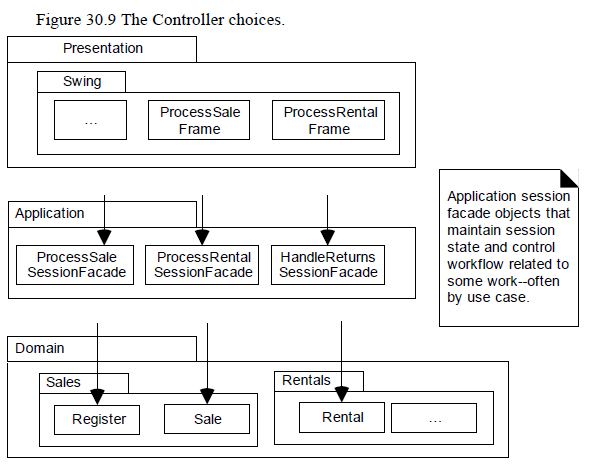 Figure 30.9 The Controller choices.
Presentation
Swing
...
ProcessSale
Frame
ProcessRental
Frame
Application
ProcessSale
SessionFacade
ProcessRental
SessionFacade
HandleReturns
SessionFacade
Application session
facade objects that
maintain session
state and control
workflow related to
some work--often
by use case.
Domain
Sales
Register
Sale
Rentals
Rental
...